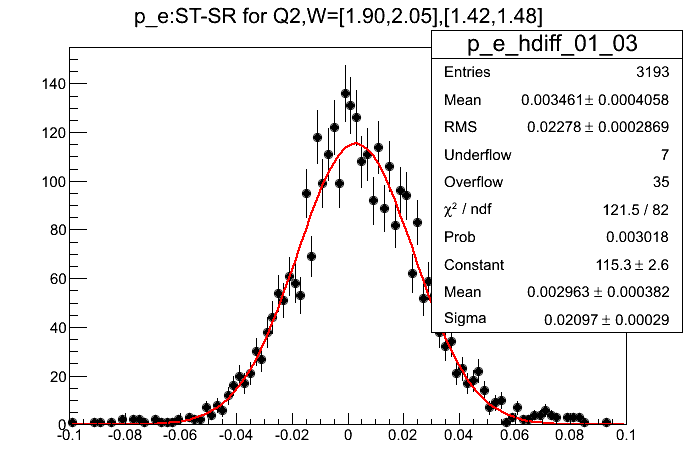 p_e:ST-SR for Q2,W=[1.90,2.05],[1.42,1.48]
p_e_hdiff_01_03
Entries 3193
Mean 0.003461± 0.0004058
RMS 0.02278 ± 0.0002869
Underflow 7
Overflow 35
χ² / ndf 121.5 / 82
Prob 0.003018
Constant 115.3 ± 2.6
Mean 0.002963 ± 0.000382
Sigma 0.02097 ± 0.00029
140
120
100
80
60
40
20
0
-0.1 -0.08 -0.06 -0.04 -0.02 0 0.02 0.04 0.06 0.08 0.1